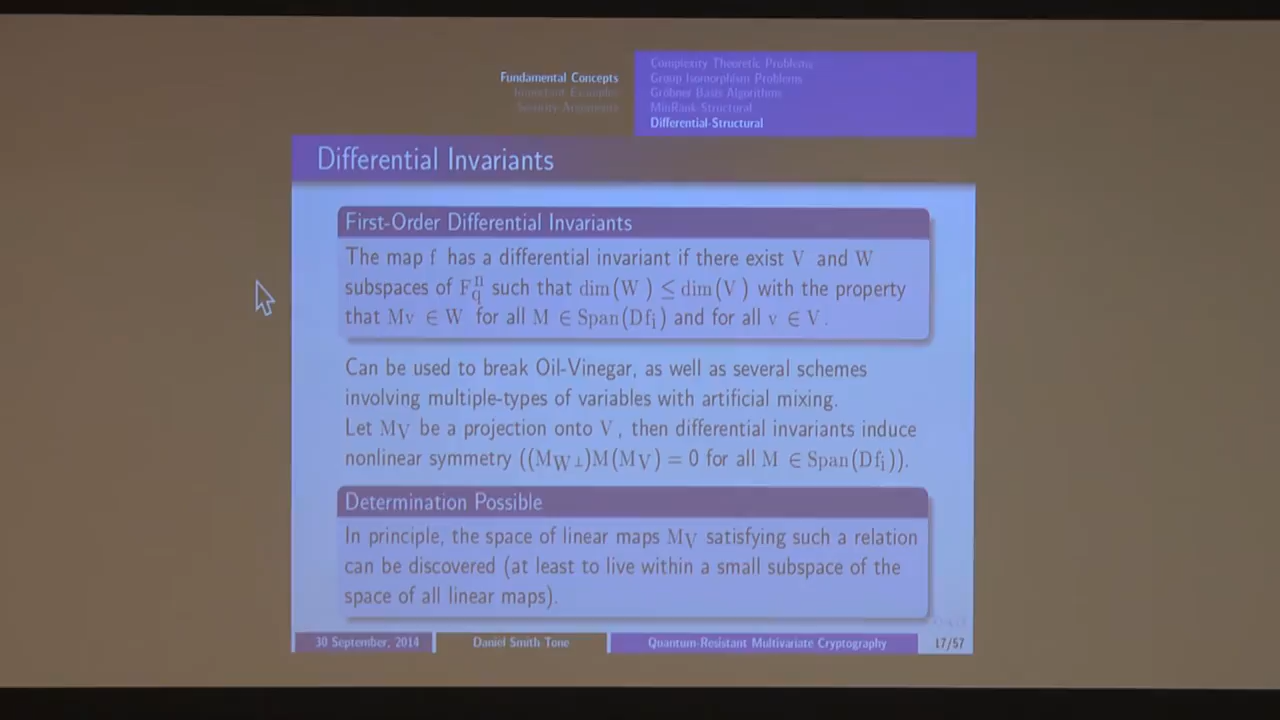 Fundamental Concepts
Important Examples
Security Arguments
Complexity Theoretic Problems
Group Isomorphism Problems
Gröbner Basis Algorithms
MinRank Structural
Differential-Structural
Differential Invariants
First-Order Differential Invariants
The map f has a differential invariant if there exist V and W
subspaces of F_q^n such that dim(W) ≤ dim(V) with the property
that Mv ∈ W for all M ∈ Span(Df_i) and for all v ∈ V.
Can be used to break Oil-Vinegar, as well as several schemes
involving multiple-types of variables with artificial mixing.
Let M_V be a projection onto V, then differential invariants induce
nonlinear symmetry ((M_W⊥)M(M_V) = 0 for all M ∈ Span(Df_i)).
Determination Possible
In principle, the space of linear maps M_V satisfying such a relation
can be discovered (at least to live within a small subspace of the
space of all linear maps).
30 September, 2014 Daniel Smith-Tone Quantum-Resistant Multivariate Cryptography 17/57